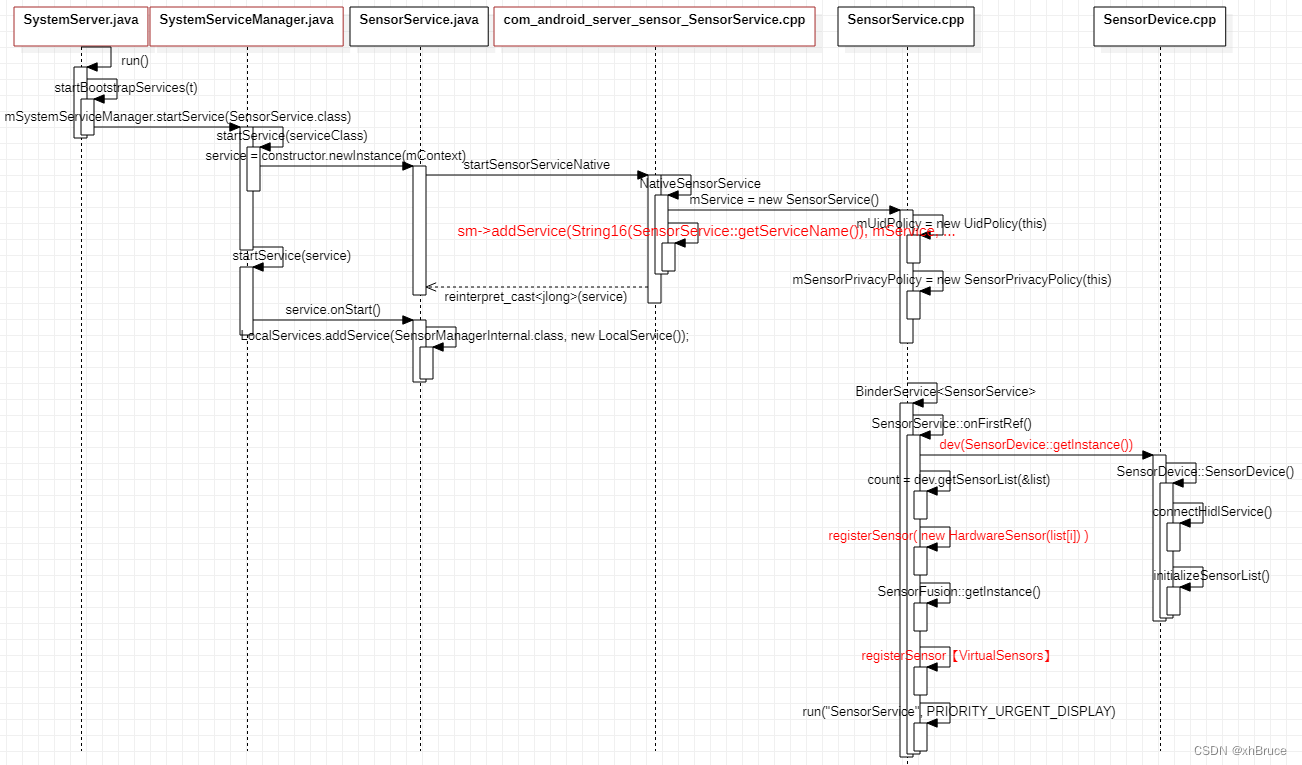 SystemServer.java
SystemServiceManager.java
SensorService.java
com_android_server_sensor_SensorService.cpp
SensorService.cpp
SensorDevice.cpp
run()
startBootstrapServices(t)
mSystemServiceManager.startService(SensorService.class)
startService(serviceClass)
service = constructor.newInstance(mContext)
startSensorServiceNative
NativeSensorService
mService = new SensorService()
mUidPolicy = new UidPolicy(this)
sm->addService(String16(SensorService::getServiceName()), mService, ...
startService(service)
mSensorPrivacyPolicy = new SensorPrivacyPolicy(this)
reinterpret_cast<jlong>(service)
service.onStart()
LocalServices.addService(SensorManagerInternal.class, new LocalService());
BinderService<SensorService>
SensorService::onFirstRef()
dev(SensorDevice::getInstance())
SensorDevice::SensorDevice()
count = dev.getSensorList(&list)
connectHidlService()
registerSensor( new HardwareSensor(list[i]) )
initializeSensorList()
SensorFusion::getInstance()
registerSensor【VirtualSensors】
run("SensorService", PRIORITY_URGENT_DISPLAY)
CSDN @xhBruce